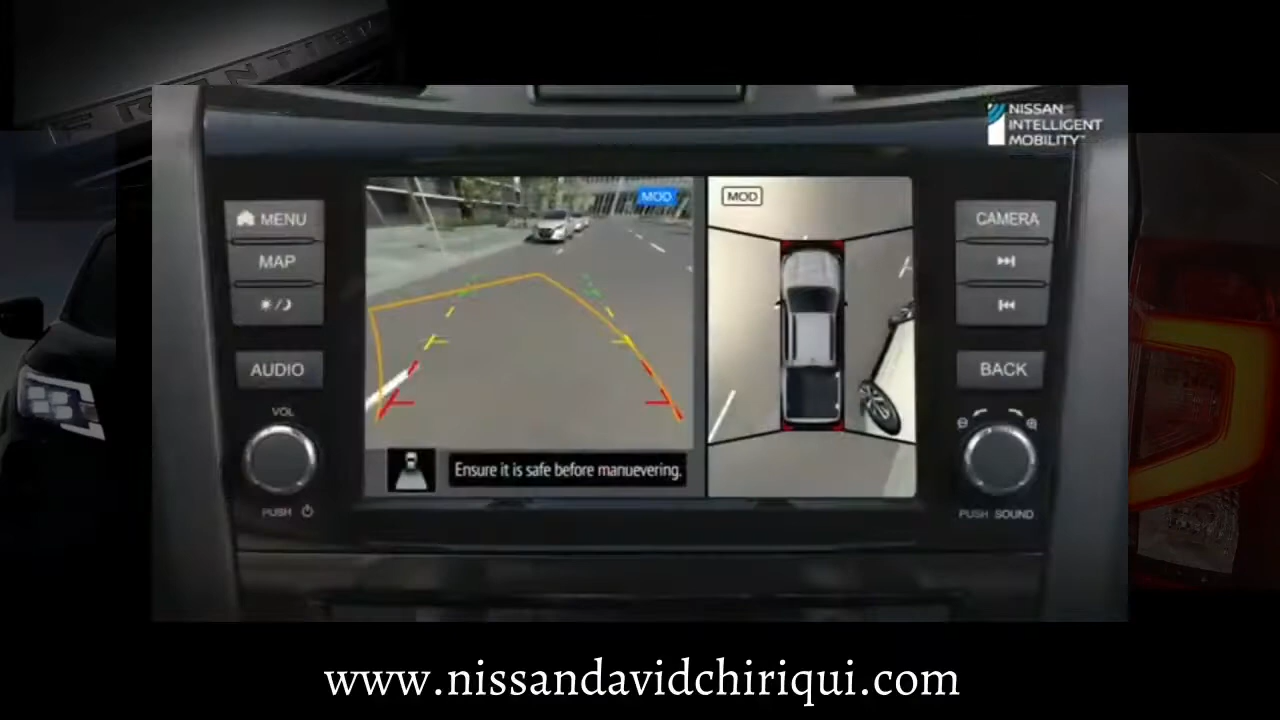 FRONTIER
NISSAN
INTELLIGENT
MOBILITY
MENU
MAP
AUDIO
VOL
PUSH
MOD
Ensure it is safe before manuevering.
MOD
CAMERA
BACK
PUSH SOUND
www.nissandavidchiriqui.com